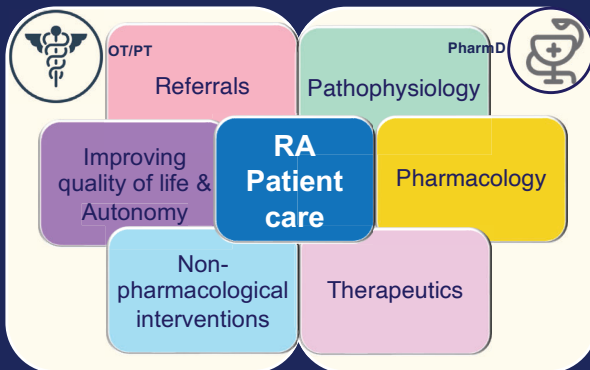 OT/PT
PharmD
Referrals
Pathophysiology
Improving
quality of life &
Autonomy
RA
Patient
care
Pharmacology
Non-
pharmacological
interventions
Therapeutics